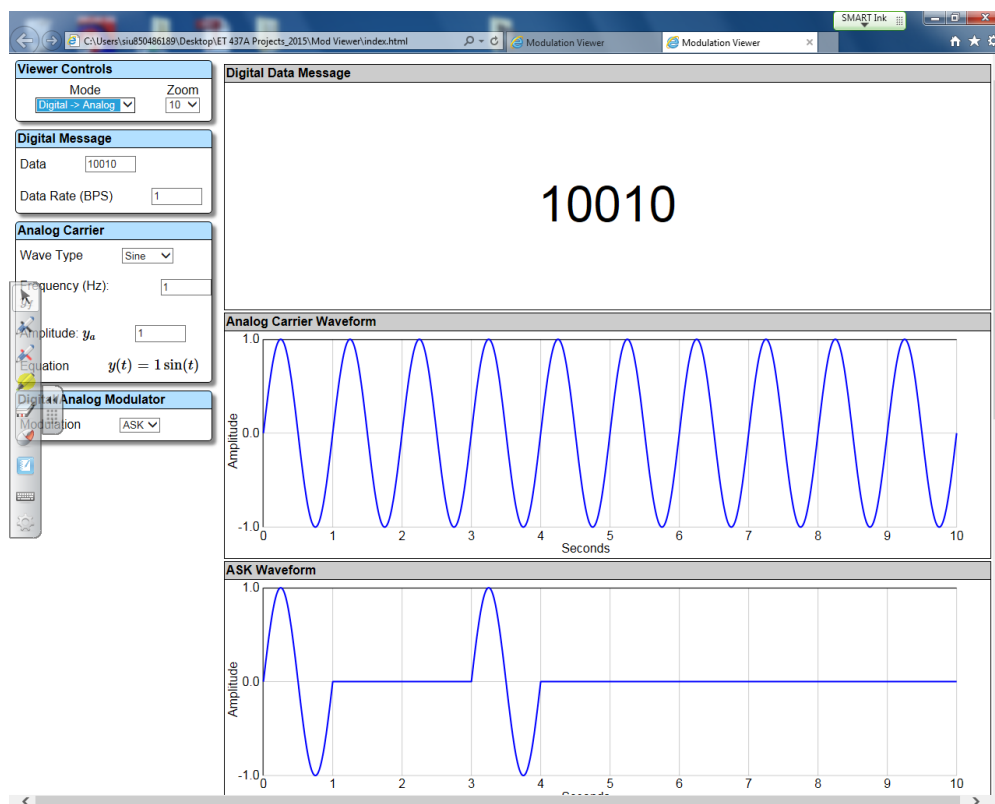 SMART Ink
C:\Users\siu850486189\Desktop\ET 437A Projects_2015\Mod Viewer\index.html
Modulation Viewer
Modulation Viewer
Viewer Controls
Mode Zoom
Digital -> Analog 10
Digital Message
Data 10010
Data Rate (BPS) 1
Analog Carrier
Wave Type Sine
Frequency (Hz): 1
Amplitude: yₐ 1
Equation y(t) = 1 sin(t)
Analog Modulator
Modulation ASK
Digital Data Message
10010
Analog Carrier Waveform
1.0
0.0
-1.0
Amplitude
0 1 2 3 4 5 6 7 8 9 10
Seconds
ASK Waveform
1.0
0.0
-1.0
Amplitude
0 1 2 3 4 5 6 7 8 9 10
Seconds